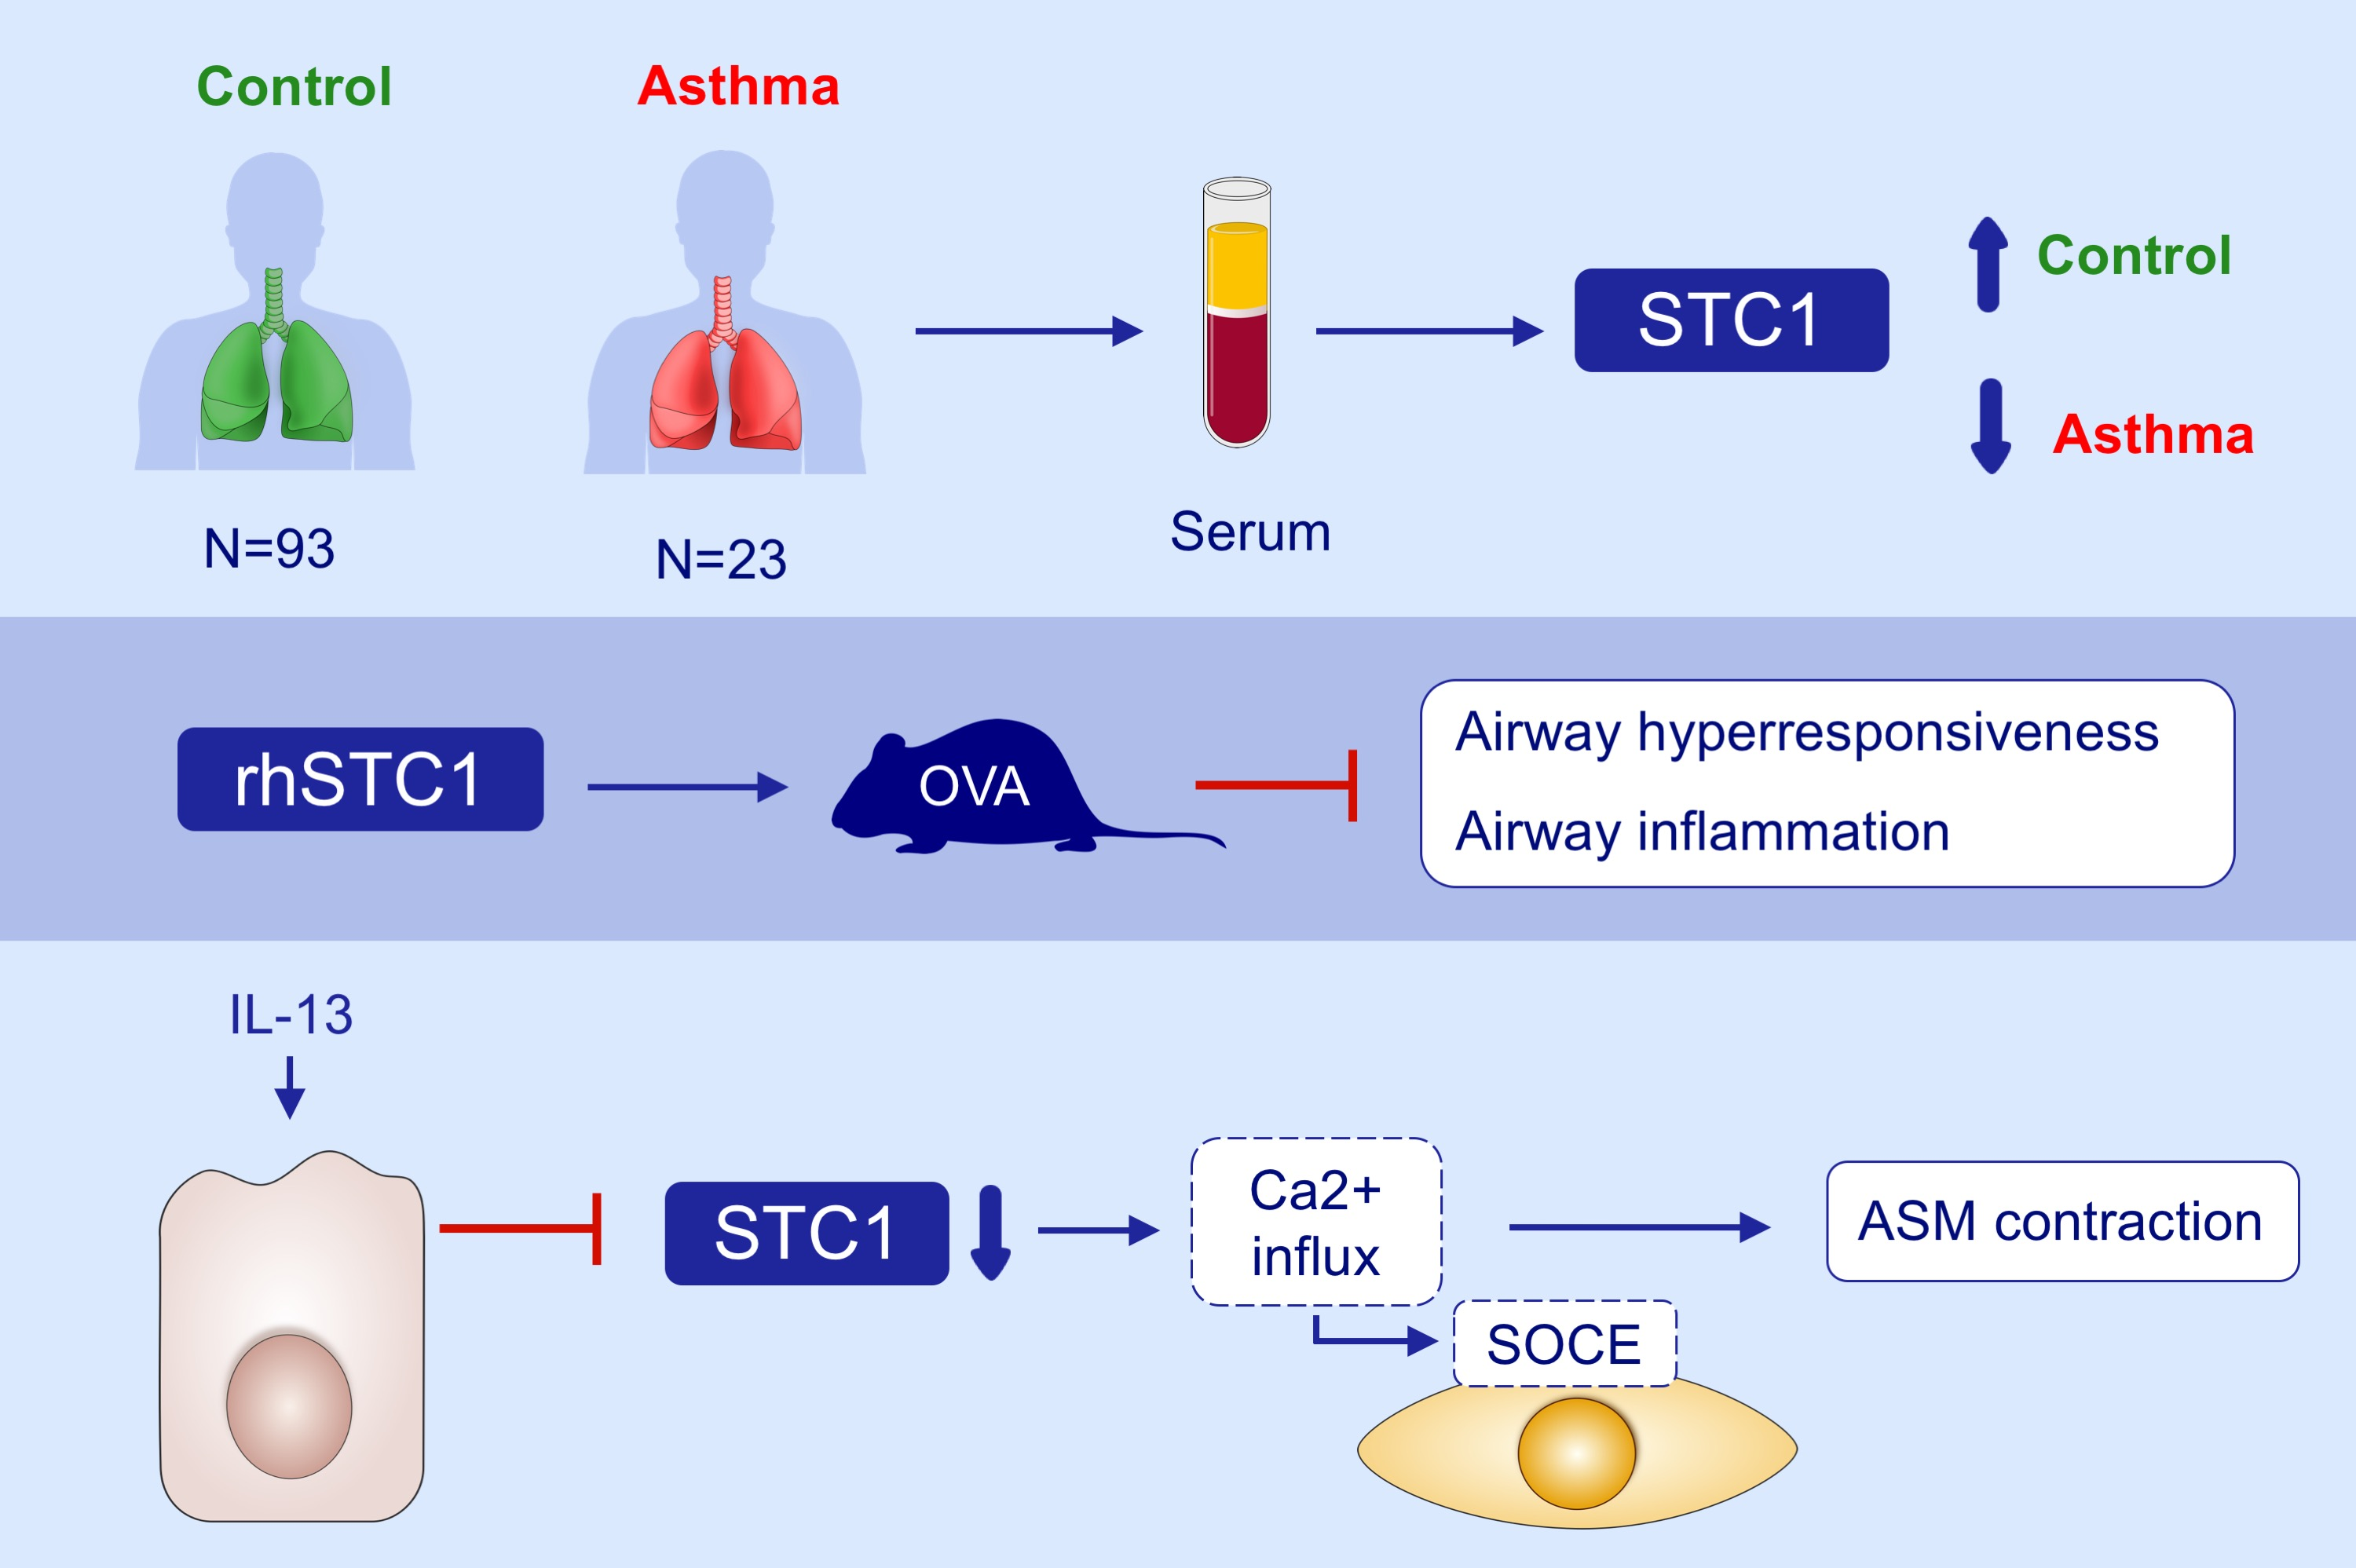 Control
Asthma
N=93
N=23
Serum
STC1
Control
Asthma
rhSTC1
OVA
Airway hyperresponsiveness
Airway inflammation
IL-13
STC1
Ca2+
influx
SOCE
ASM contraction